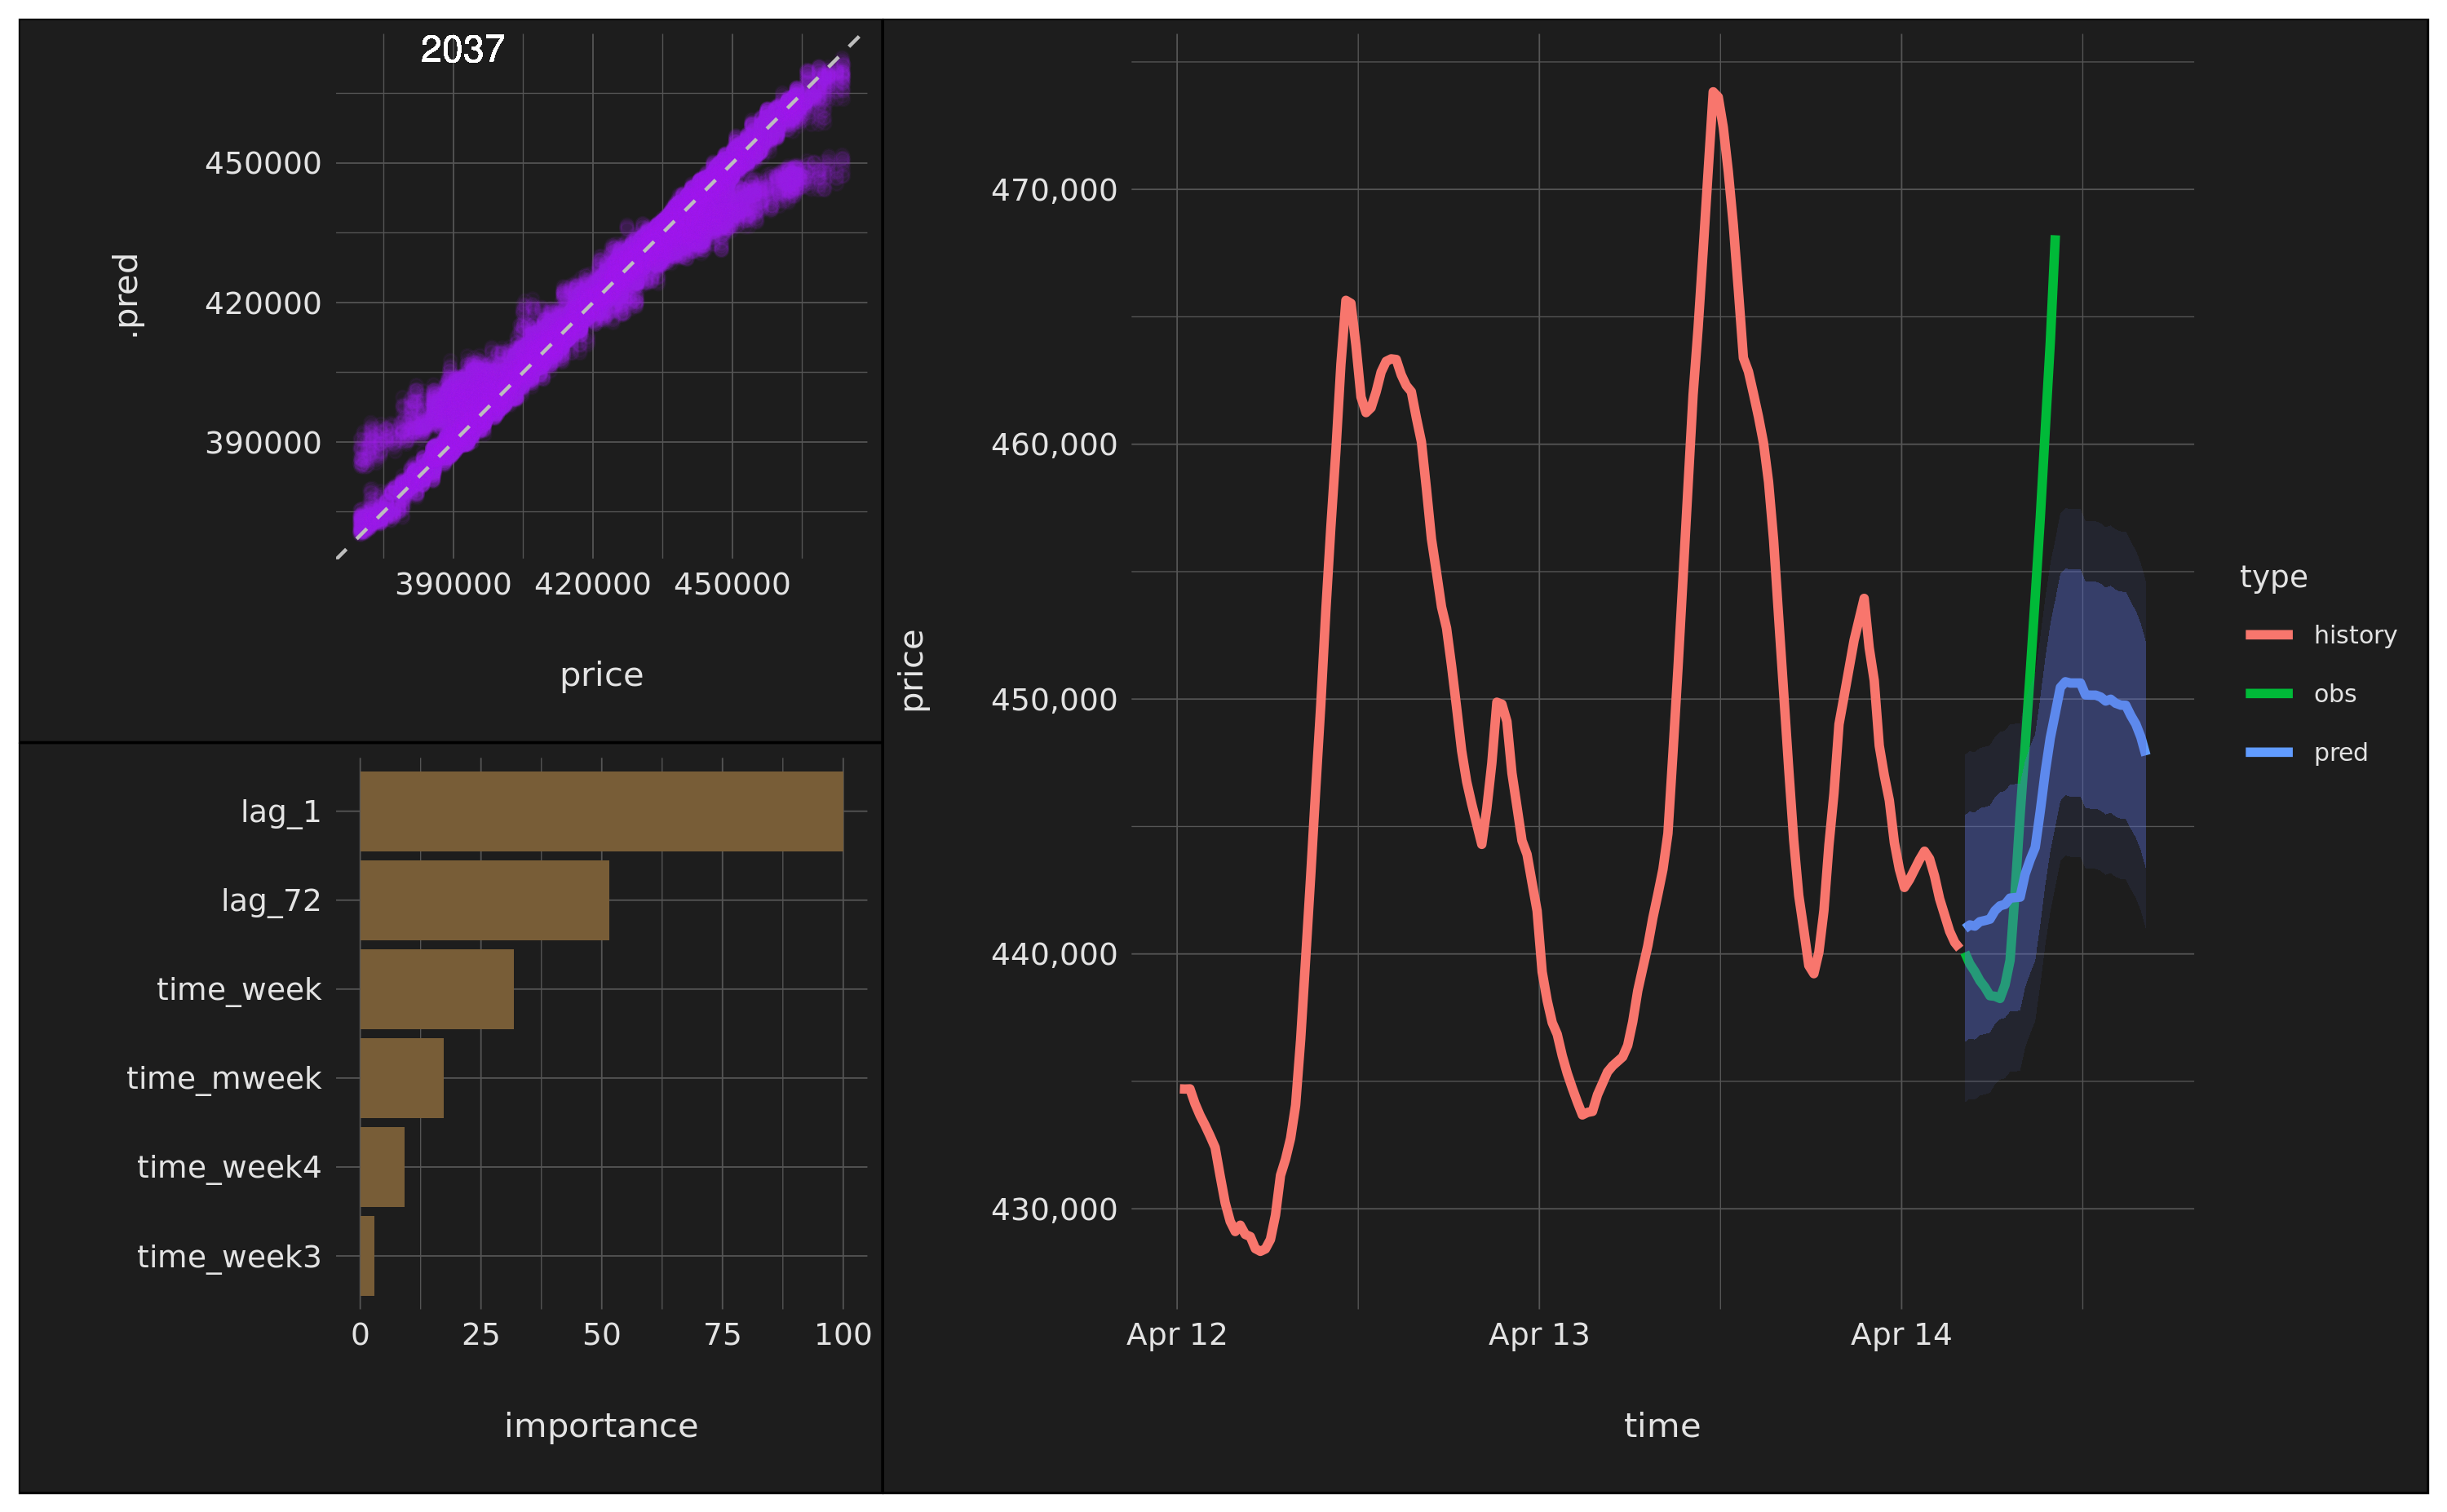 2037
.pred
450000
420000
390000
390000 420000 450000
price
lag_1
lag_72
time_week
time_mweek
time_week4
time_week3
0 25 50 75 100
importance
price
470,000
460,000
450,000
440,000
430,000
Apr 12 Apr 13 Apr 14
time
type
history
obs
pred